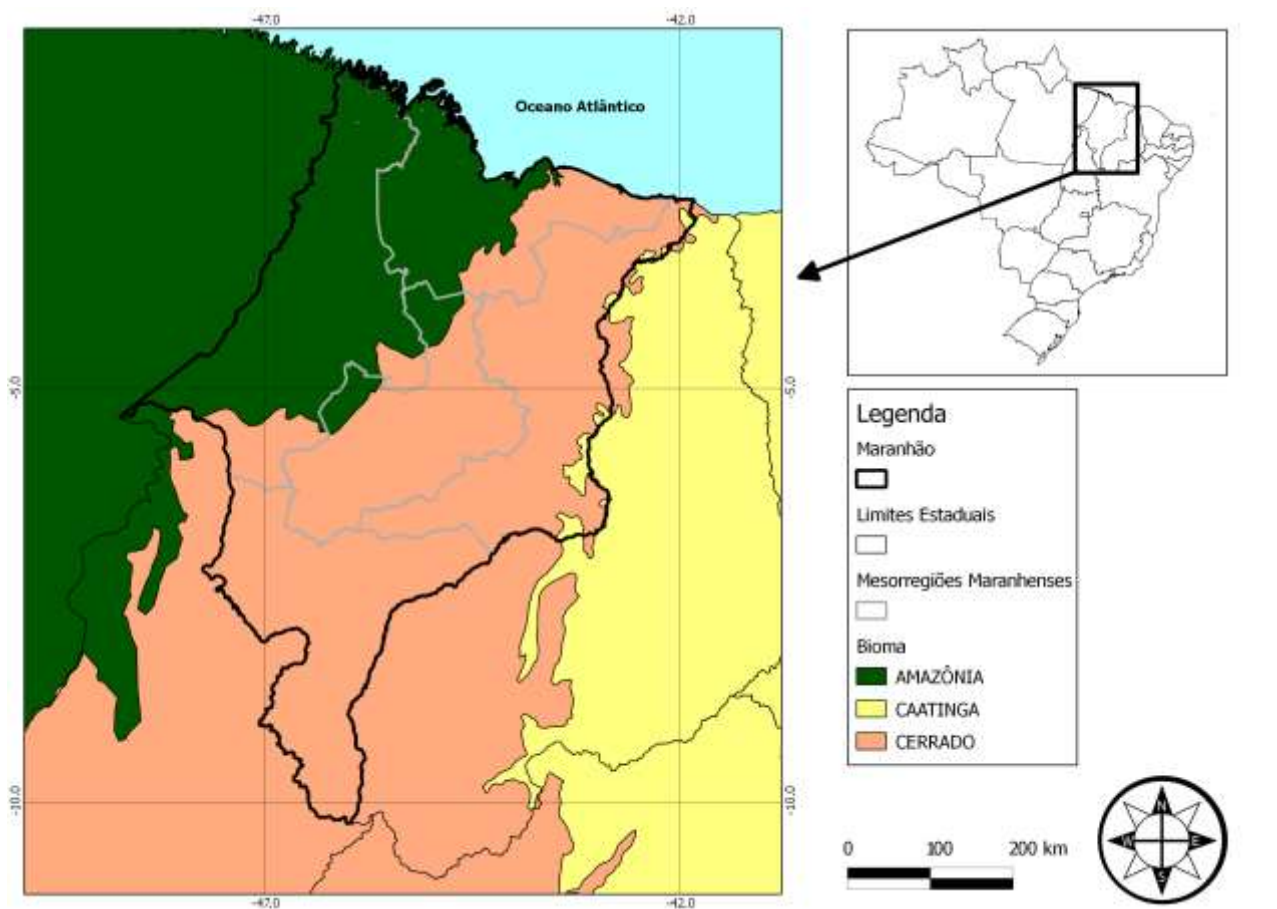 -47.0
-42.0
Oceano Atlântico
-5.0
-5.0
-10.0
-10.0
-47.0
-42.0
Legenda
Maranhão
Limites Estaduais
Mesorregiões Maranhenses
Bioma
AMAZÔNIA
CAATINGA
CERRADO
0 100 200 km
N
W E
S